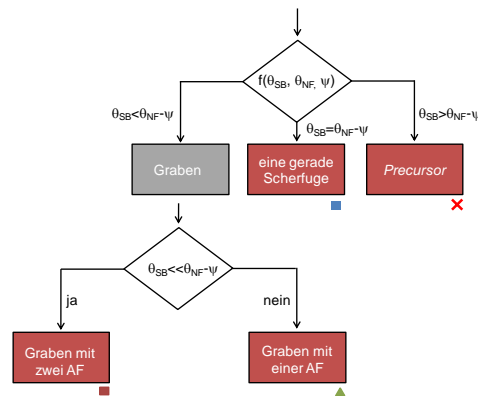 f(θSB, θNF, ψ)
θSB<θNF-ψ
θSB=θNF-ψ
θSB>θNF-ψ
Graben
eine gerade
Scherfuge
Precursor
θSB<<θNF-ψ
ja
nein
Graben mit
zwei AF
Graben mit
einer AF